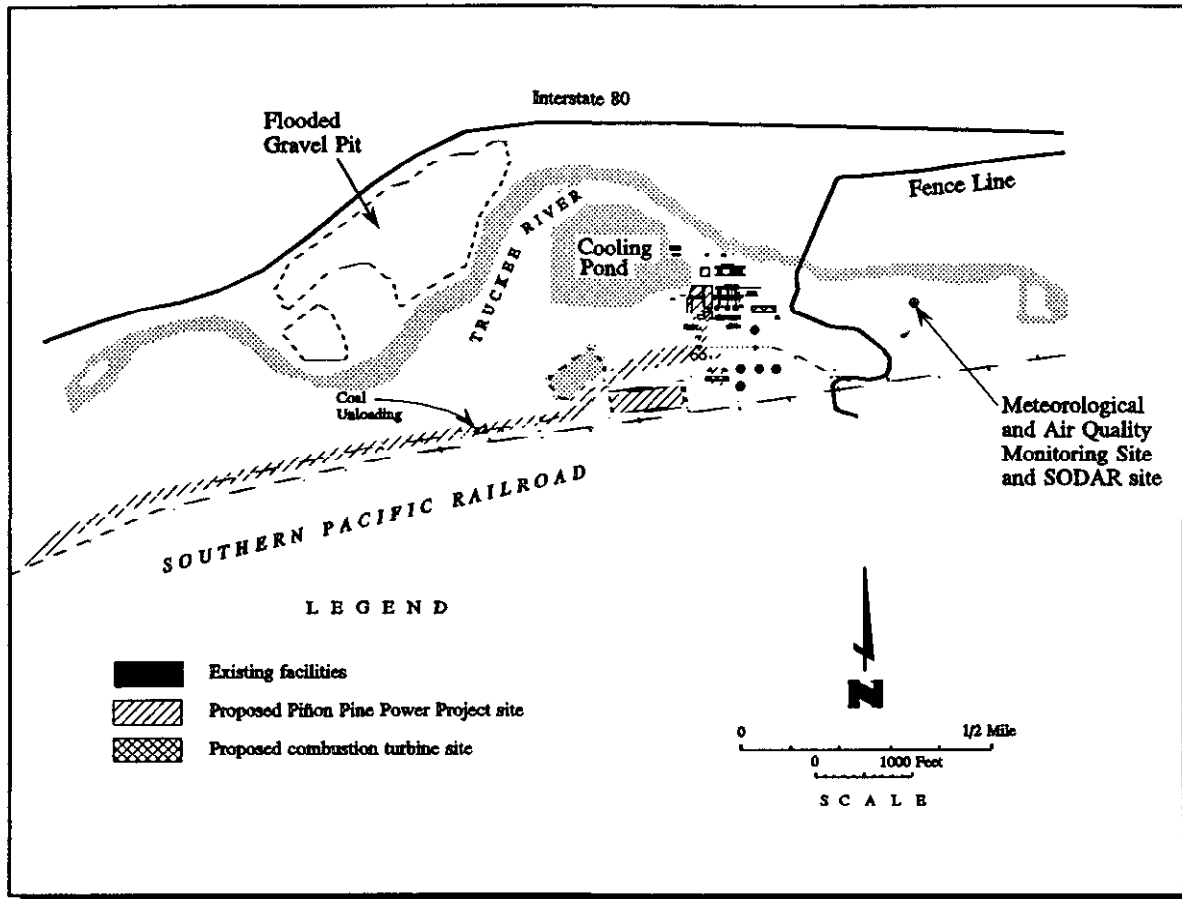 Interstate 80
Flooded
Gravel Pit
Fence Line
TRUCKEE RIVER
Cooling
Pond
Coal
Unloading
Meteorological
and Air Quality
Monitoring Site
and SODAR site
SOUTHERN PACIFIC RAILROAD
LEGEND
Existing facilities
Proposed Piñon Pine Power Project site
Proposed combustion turbine site
N
0 1/2 Mile
0 1000 Feet
SCALE